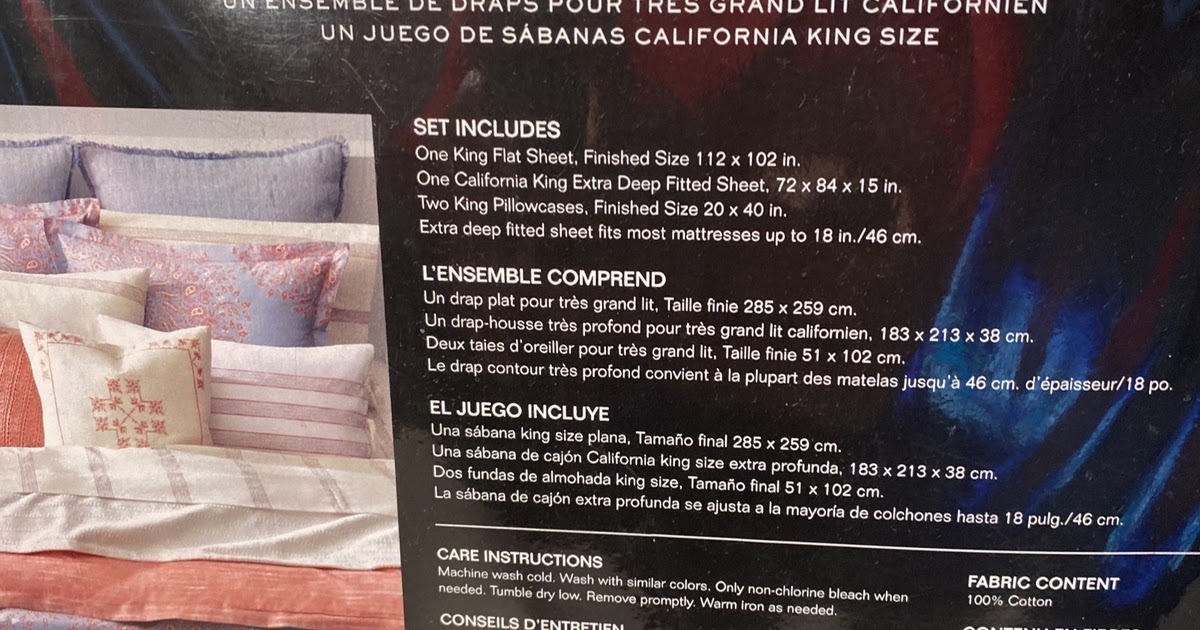 UN ENSEMBLE DE DRAPS POUR TRÈS GRAND LIT CALIFORNIEN
UN JUEGO DE SÁBANAS CALIFORNIA KING SIZE
SET INCLUDES
One King Flat Sheet, Finished Size 112 x 102 in.
One California King Extra Deep Fitted Sheet, 72 x 84 x 15 in.
Two King Pillowcases, Finished Size 20 x 40 in.
Extra deep fitted sheet fits most mattresses up to 18 in./46 cm.
L'ENSEMBLE COMPREND
Un drap plat pour très grand lit, Taille finie 285 x 259 cm.
Un drap-housse très profond pour très grand lit californien, 183 x 213 x 38 cm.
Deux taies d'oreiller pour très grand lit, Taille finie 51 x 102 cm.
Le drap contour très profond convient à la plupart des matelas jusqu'à 46 cm. d'épaisseur/18 po.
EL JUEGO INCLUYE
Una sábana king size plana, Tamaño final 285 x 259 cm.
Una sábana de cajón California king size extra profunda, 183 x 213 x 38 cm.
Dos fundas de almohada king size, Tamaño final 51 x 102 cm.
La sábana de cajón extra profunda se ajusta a la mayoría de colchones hasta 18 pulg./46 cm.
CARE INSTRUCTIONS
Machine wash cold. Wash with similar colors. Only non-chlorine bleach when
needed. Tumble dry low. Remove promptly. Warm iron as needed.
FABRIC CONTENT
100% Cotton
CONSEILS D'ENTRETIEN